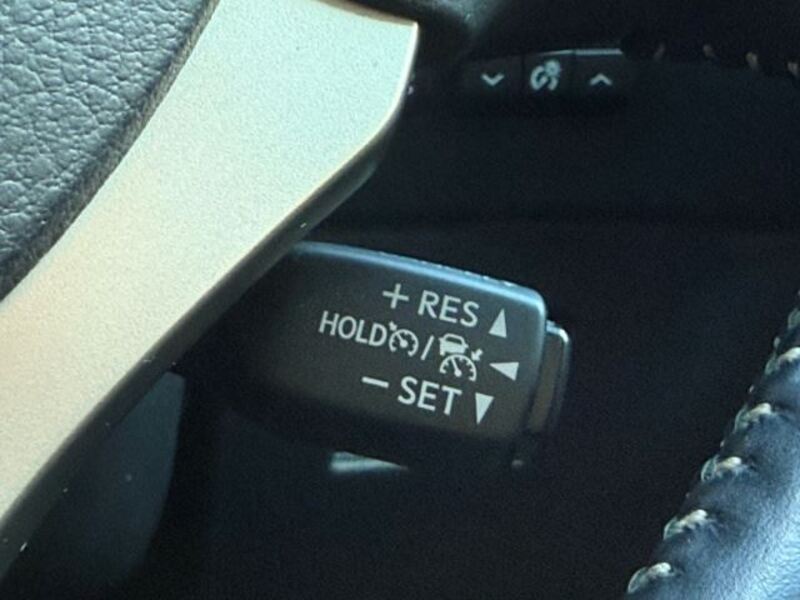 + RES
HOLD /
− SET